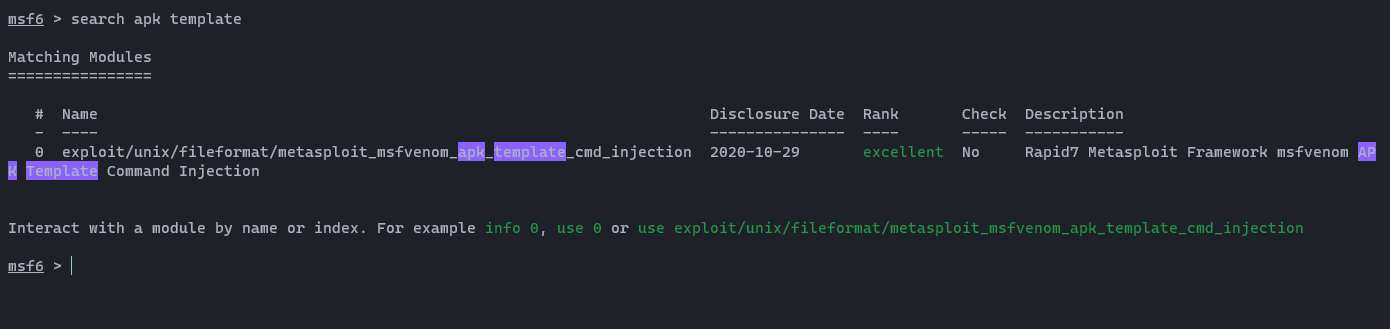 msf6 > search apk template
Matching Modules
================
#  Name                                                                    Disclosure Date  Rank       Check  Description
-  ----                                                                    ---------------  ----       -----  -----------
0  exploit/unix/fileformat/metasploit_msfvenom_apk_template_cmd_injection  2020-10-29       excellent  No     Rapid7 Metasploit Framework msfvenom AP
K Template Command Injection
Interact with a module by name or index. For example info 0, use 0 or use exploit/unix/fileformat/metasploit_msfvenom_apk_template_cmd_injection
msf6 >